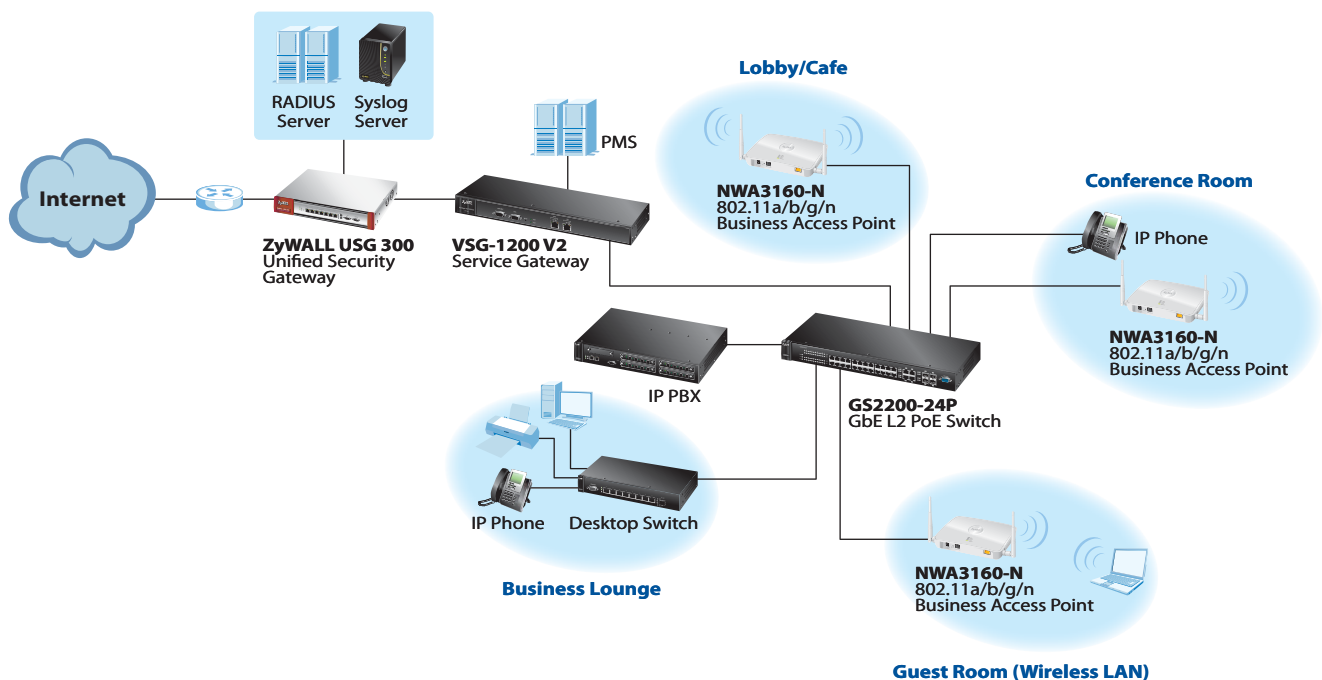 Lobby/Cafe
RADIUS
Server
Syslog
Server
PMS
Internet
ZyWALL USG 300
Unified Security
Gateway
VSG-1200 V2
Service Gateway
NWA3160-N
802.11a/b/g/n
Business Access Point
Conference Room
IP Phone
NWA3160-N
802.11a/b/g/n
Business Access Point
IP PBX
GS2200-24P
GbE L2 PoE Switch
IP Phone
Desktop Switch
Business Lounge
NWA3160-N
802.11a/b/g/n
Business Access Point
Guest Room (Wireless LAN)